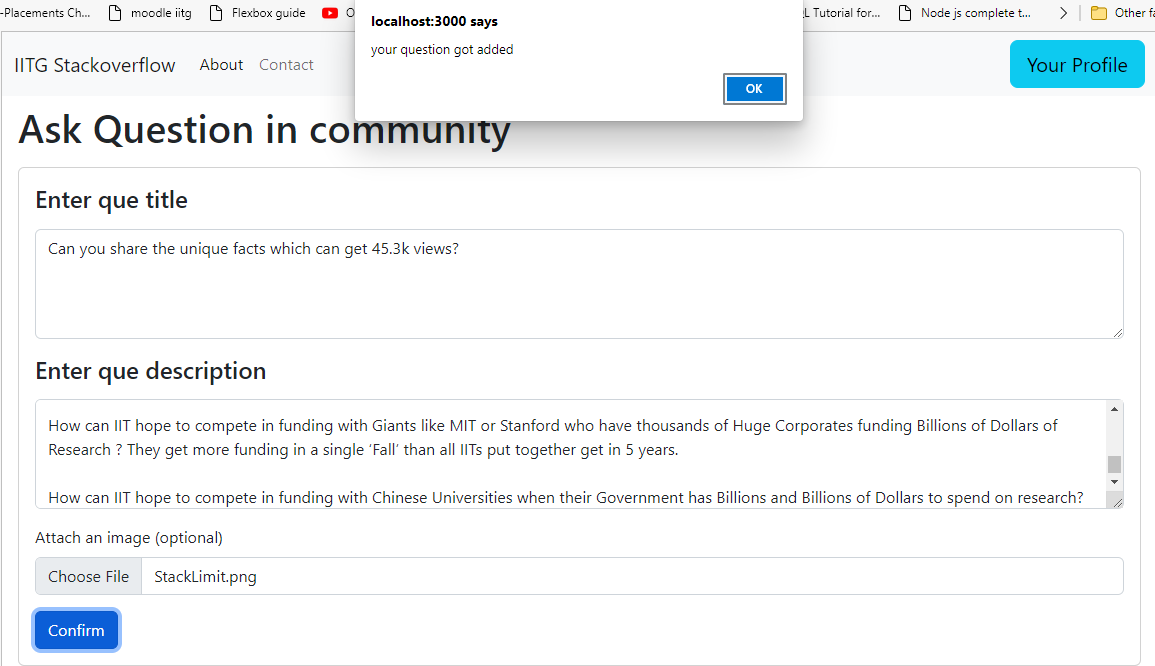 -Placements Ch... moodle iitg Flexbox guide Tutorial for... Node js complete t... Other fa
localhost:3000 says
your question got added
OK
IITG Stackoverflow About Contact Your Profile
Ask Question in community
Enter que title
Can you share the unique facts which can get 45.3k views?
Enter que description
How can IIT hope to compete in funding with Giants like MIT or Stanford who have thousands of Huge Corporates funding Billions of Dollars of
Research ? They get more funding in a single ‘Fall’ than all IITs put together get in 5 years.
How can IIT hope to compete in funding with Chinese Universities when their Government has Billions and Billions of Dollars to spend on research?
Attach an image (optional)
Choose File StackLimit.png
Confirm